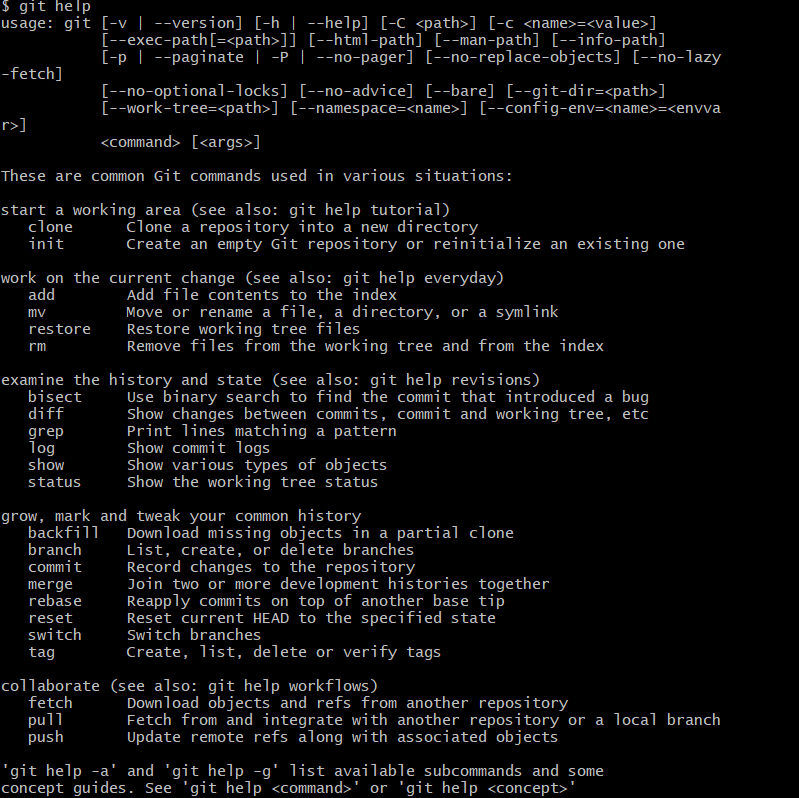 $ git help
usage: git [-v | --version] [-h | --help] [-C <path>] [-c <name>=<value>]
           [--exec-path[=<path>]] [--html-path] [--man-path] [--info-path]
           [-p | --paginate | -P | --no-pager] [--no-replace-objects] [--no-lazy
-fetch]
           [--no-optional-locks] [--no-advice] [--bare] [--git-dir=<path>]
           [--work-tree=<path>] [--namespace=<name>] [--config-env=<name>=<envva
r>]
           <command> [<args>]

These are common Git commands used in various situations:

start a working area (see also: git help tutorial)
   clone      Clone a repository into a new directory
   init       Create an empty Git repository or reinitialize an existing one

work on the current change (see also: git help everyday)
   add        Add file contents to the index
   mv         Move or rename a file, a directory, or a symlink
   restore    Restore working tree files
   rm         Remove files from the working tree and from the index

examine the history and state (see also: git help revisions)
   bisect     Use binary search to find the commit that introduced a bug
   diff       Show changes between commits, commit and working tree, etc
   grep       Print lines matching a pattern
   log        Show commit logs
   show       Show various types of objects
   status     Show the working tree status

grow, mark and tweak your common history
   backfill   Download missing objects in a partial clone
   branch     List, create, or delete branches
   commit     Record changes to the repository
   merge      Join two or more development histories together
   rebase     Reapply commits on top of another base tip
   reset      Reset current HEAD to the specified state
   switch     Switch branches
   tag        Create, list, delete or verify tags

collaborate (see also: git help workflows)
   fetch      Download objects and refs from another repository
   pull       Fetch from and integrate with another repository or a local branch
   push       Update remote refs along with associated objects

'git help -a' and 'git help -g' list available subcommands and some
concept guides. See 'git help <command>' or 'git help <concept>'